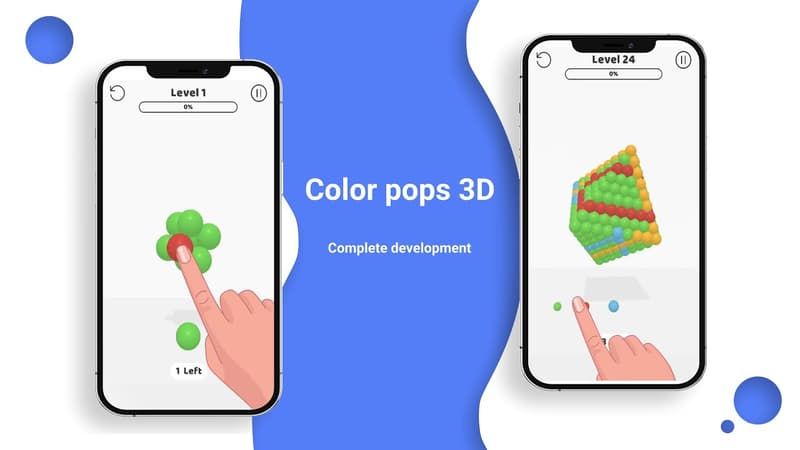 Level 1
0%
1 Left
Color pops 3D
Complete development
Level 24
0%